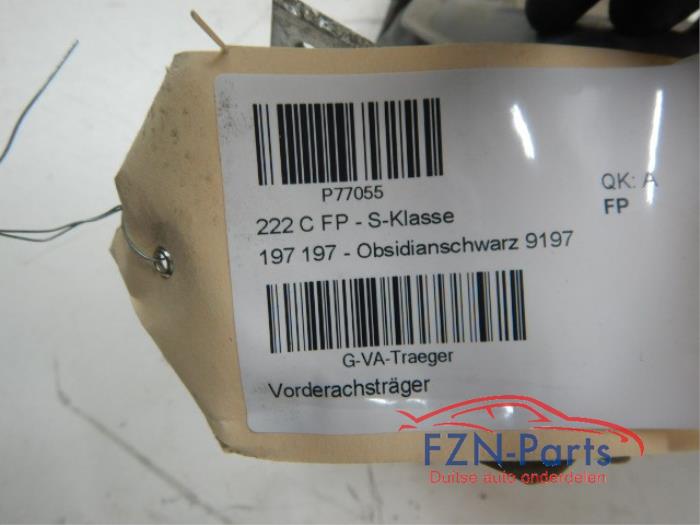 P77055
QK: A
FP
222 C FP - S-Klasse
197 197 - Obsidianschwarz 9197
G-VA-Traeger
Vorderachsträger
FZN-Parts
Duitse auto onderdelen